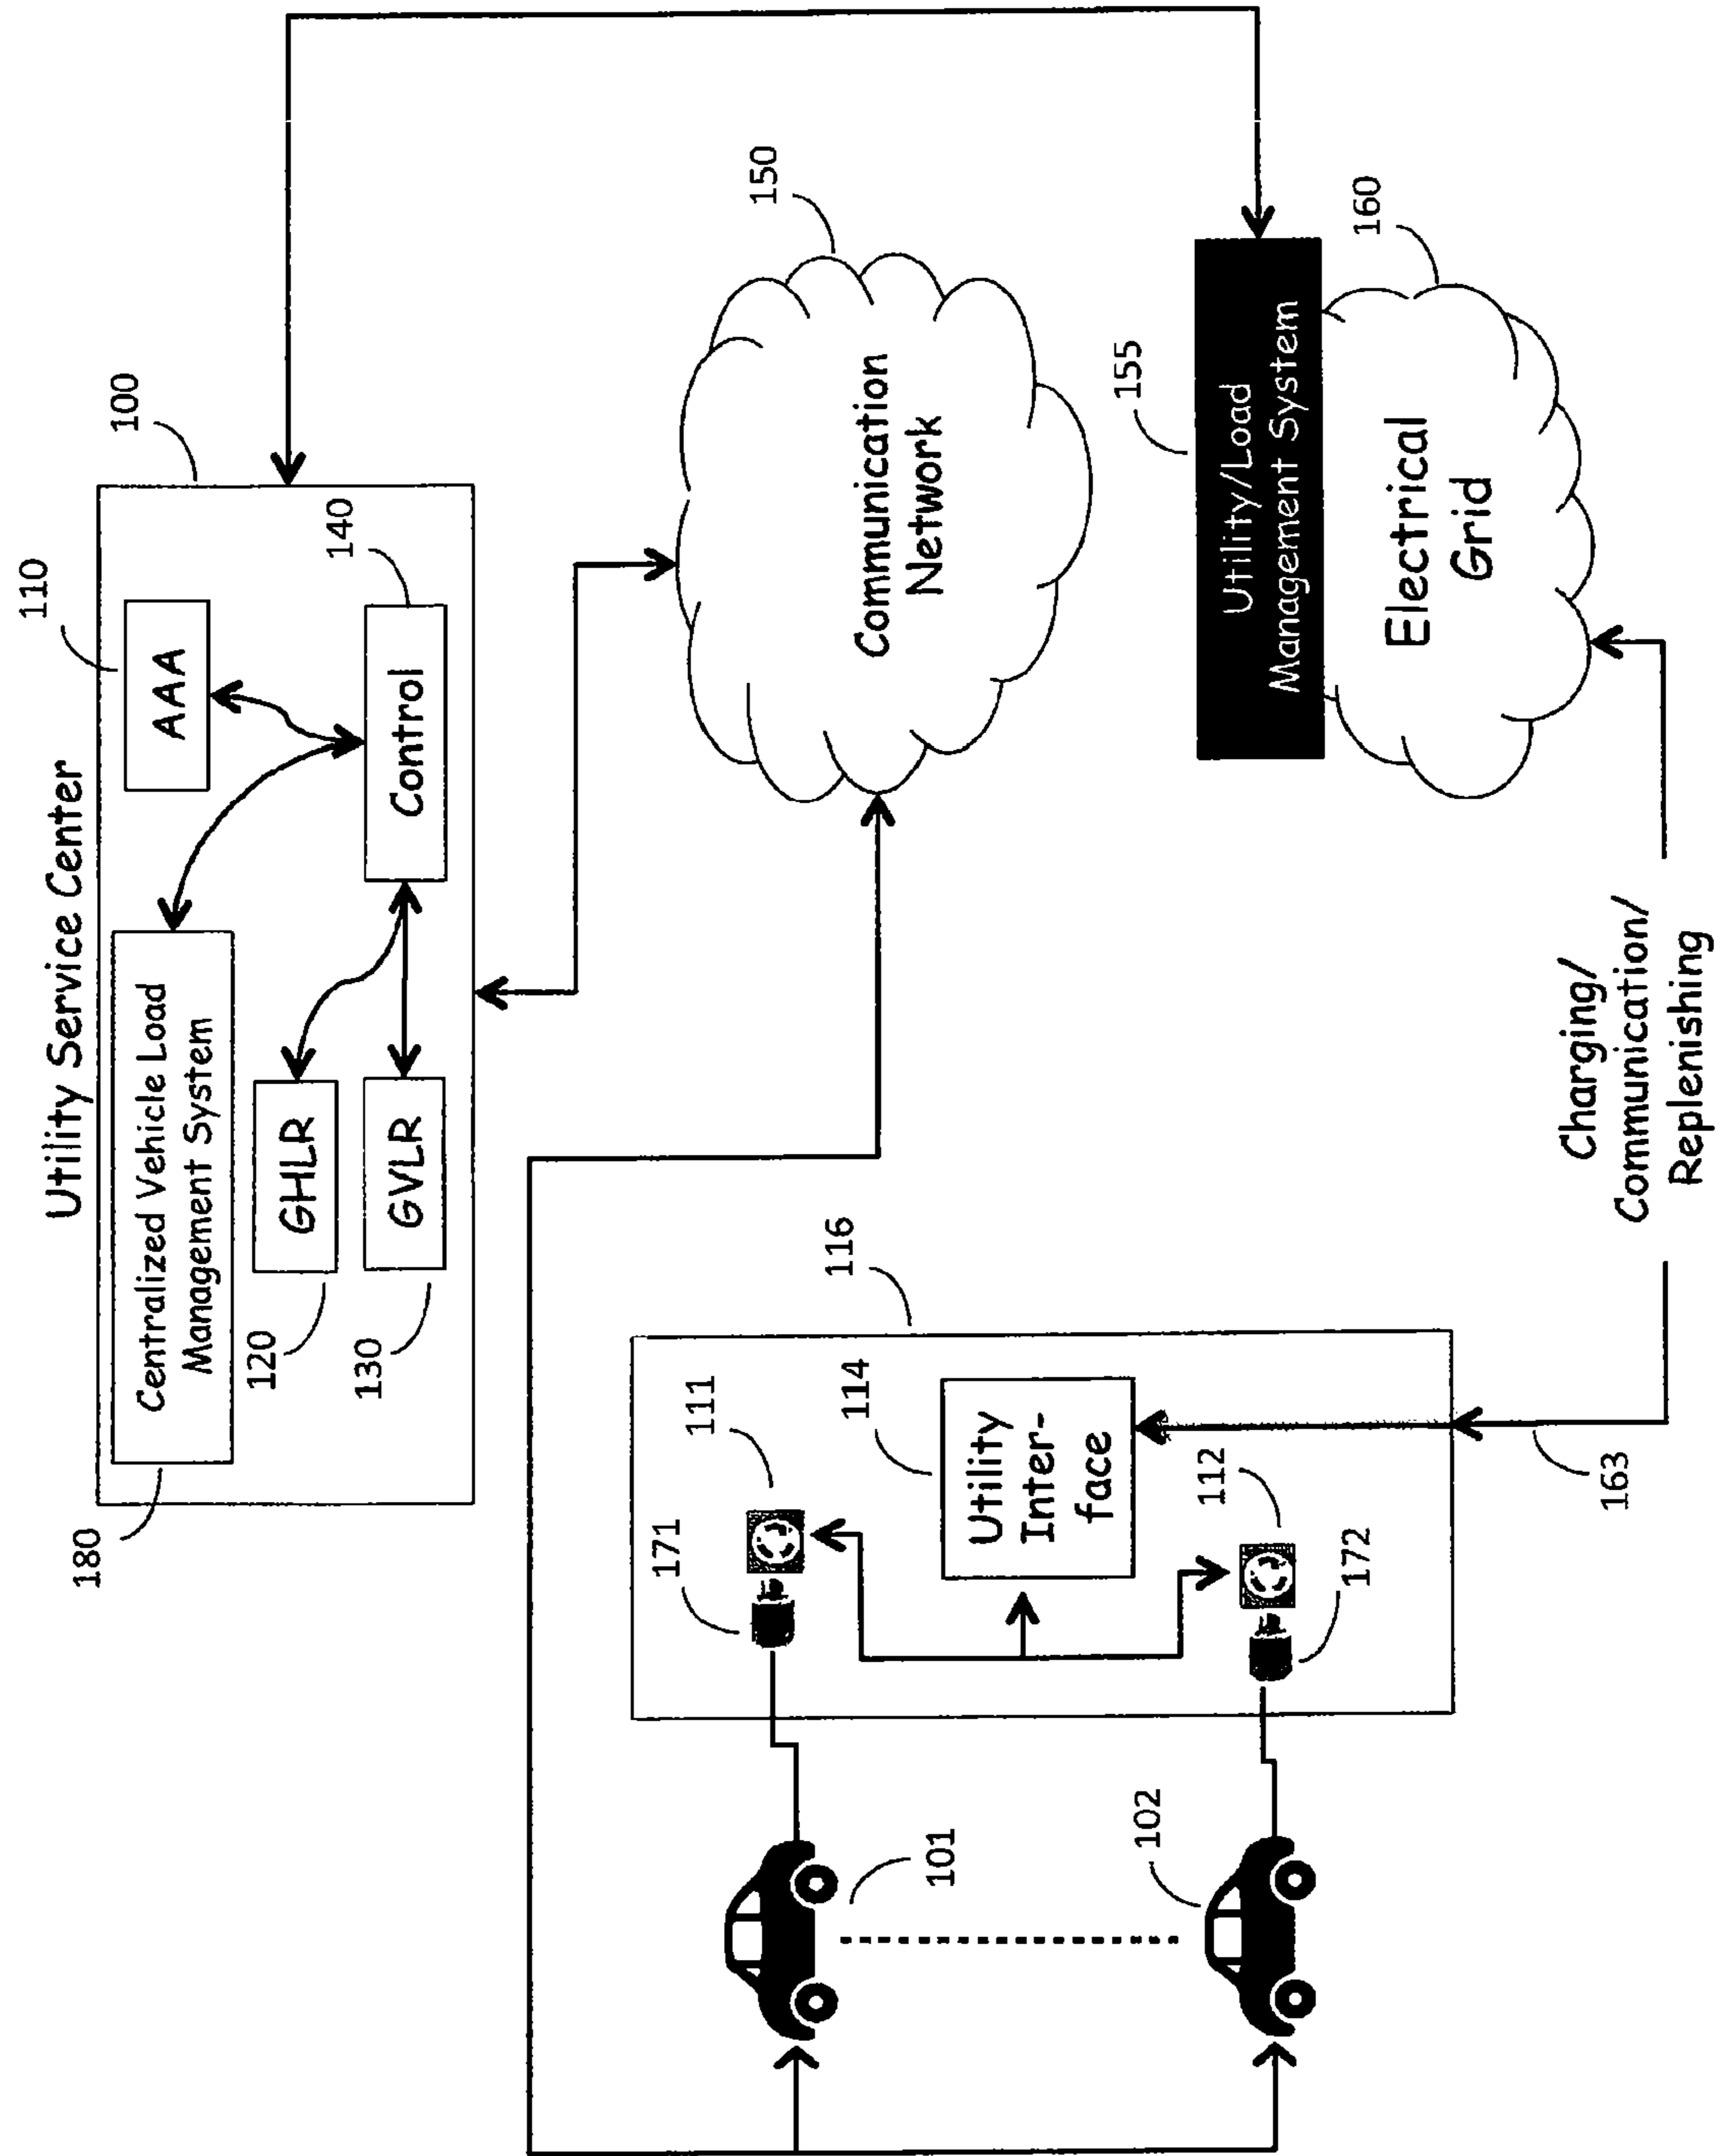 Utility Service Center
100
110
180
Centralized Vehicle Load
Management System
AAA
120
GHLR
140
130
GVLR
Control
150
Communication
Network
116
171
111
114
Utility
Inter-
face
112
172
163
101
102
155
Utility/Load
Management System
160
Electrical
Grid
Charging/
Communication/
Replenishing